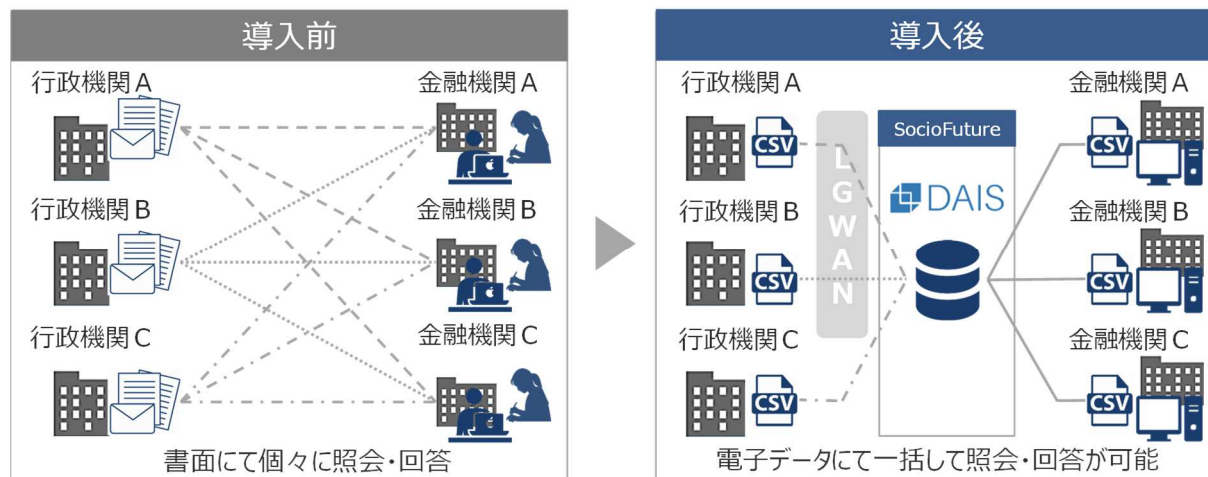 導入前
行政機関A
金融機関A
行政機関B
金融機関B
行政機関C
金融機関C
書面にて個々に照会・回答
導入後
行政機関A
金融機関A
SocioFuture
CSV
CSV
LGWAN
DAIS
行政機関B
金融機関B
CSV
CSV
行政機関C
金融機関C
CSV
CSV
電子データにて一括して照会・回答が可能